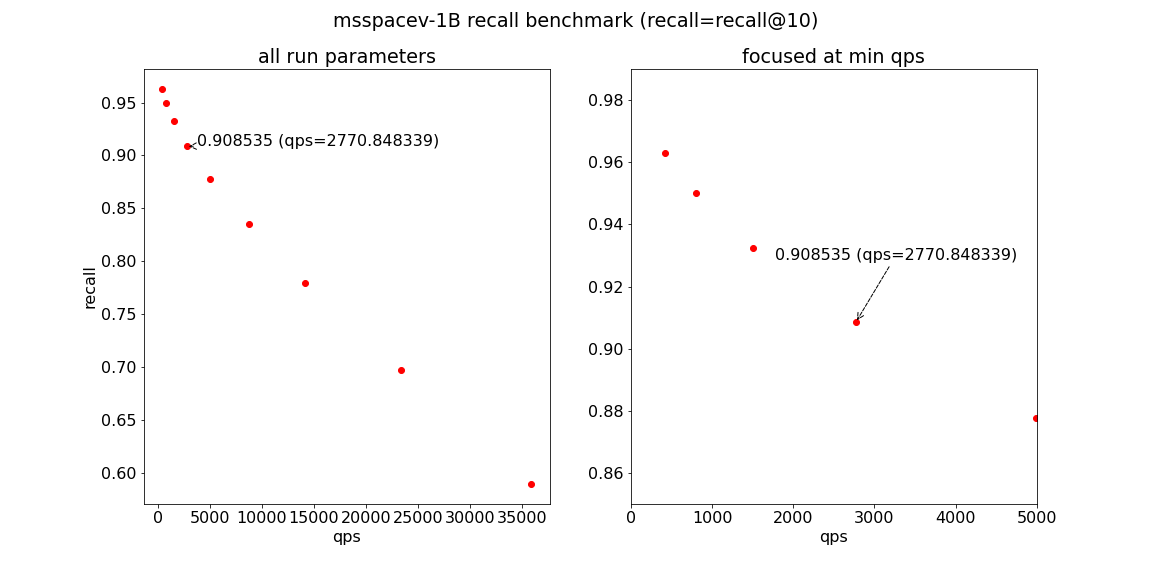 msspacev-1B recall benchmark (recall=recall@10)
all run parameters
0.95
0.90
0.85
0.80
0.75
0.70
0.65
0.60
recall
0.908535 (qps=2770.848339)
0 5000 10000 15000 20000 25000 30000 35000
qps
focused at min qps
0.98
0.96
0.94
0.92
0.90
0.88
0.86
0.908535 (qps=2770.848339)
0 1000 2000 3000 4000 5000
qps